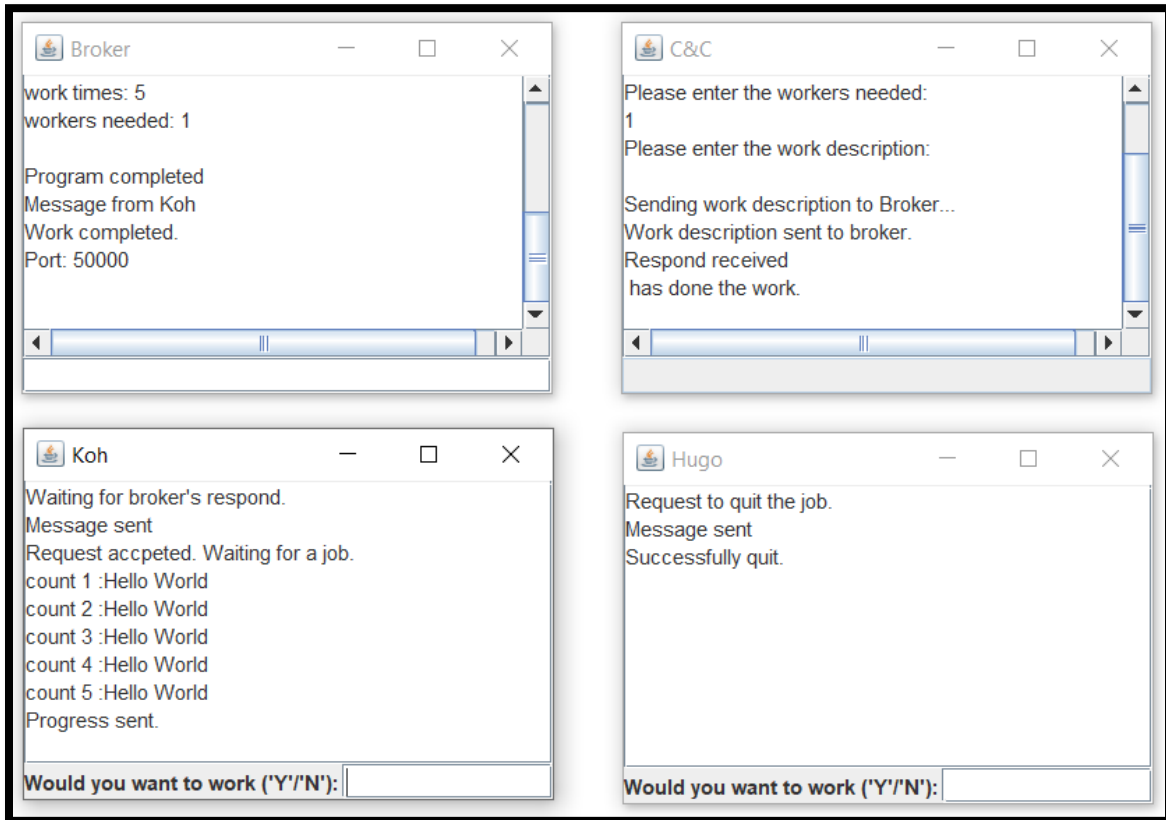 Broker
work times: 5
workers needed: 1
Program completed
Message from Koh
Work completed.
Port: 50000
C&C
Please enter the workers needed:
1
Please enter the work description:
Sending work description to Broker...
Work description sent to broker.
Respond received
has done the work.
Koh
Waiting for broker's respond.
Message sent
Request accpeted. Waiting for a job.
count 1 :Hello World
count 2 :Hello World
count 3 :Hello World
count 4 :Hello World
count 5 :Hello World
Progress sent.
Would you want to work ('Y'/'N'):
Hugo
Request to quit the job.
Message sent
Successfully quit.
Would you want to work ('Y'/'N'):